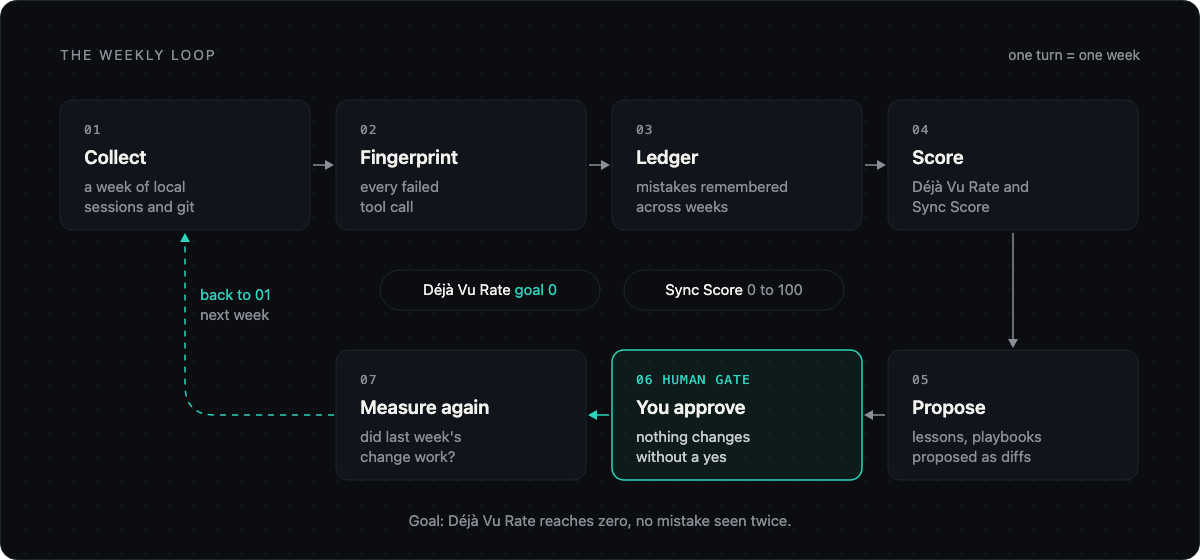 THE WEEKLY LOOP
one turn = one week
01
Collect
a week of local
sessions and git
02
Fingerprint
every failed
tool call
03
Ledger
mistakes remembered
across weeks
04
Score
Déjà Vu Rate and
Sync Score
back to 01
next week
Déjà Vu Rate goal 0
Sync Score 0 to 100
07
Measure again
did last week's
change work?
06 HUMAN GATE
You approve
nothing changes
without a yes
05
Propose
lessons, playbooks
proposed as diffs
Goal: Déjà Vu Rate reaches zero, no mistake seen twice.